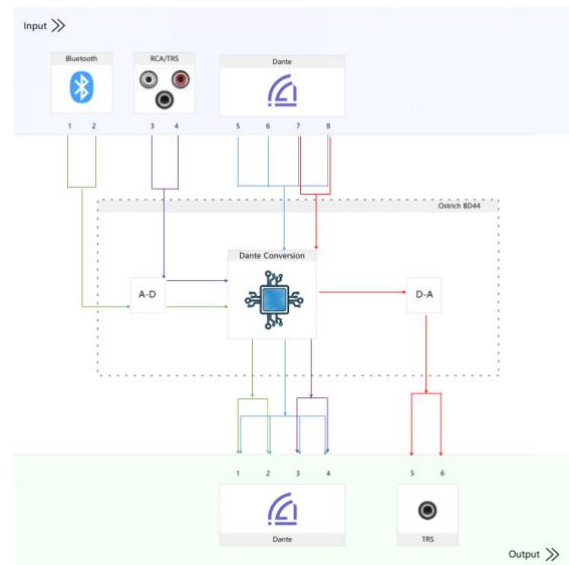 Input
Bluetooth
RCA/TRS
Dante
1 2
3 4
5 6 7 8
Ostrich BD44
Dante Conversion
A-D
D-A
1 2 3 4
5 6
Dante
TRS
Output